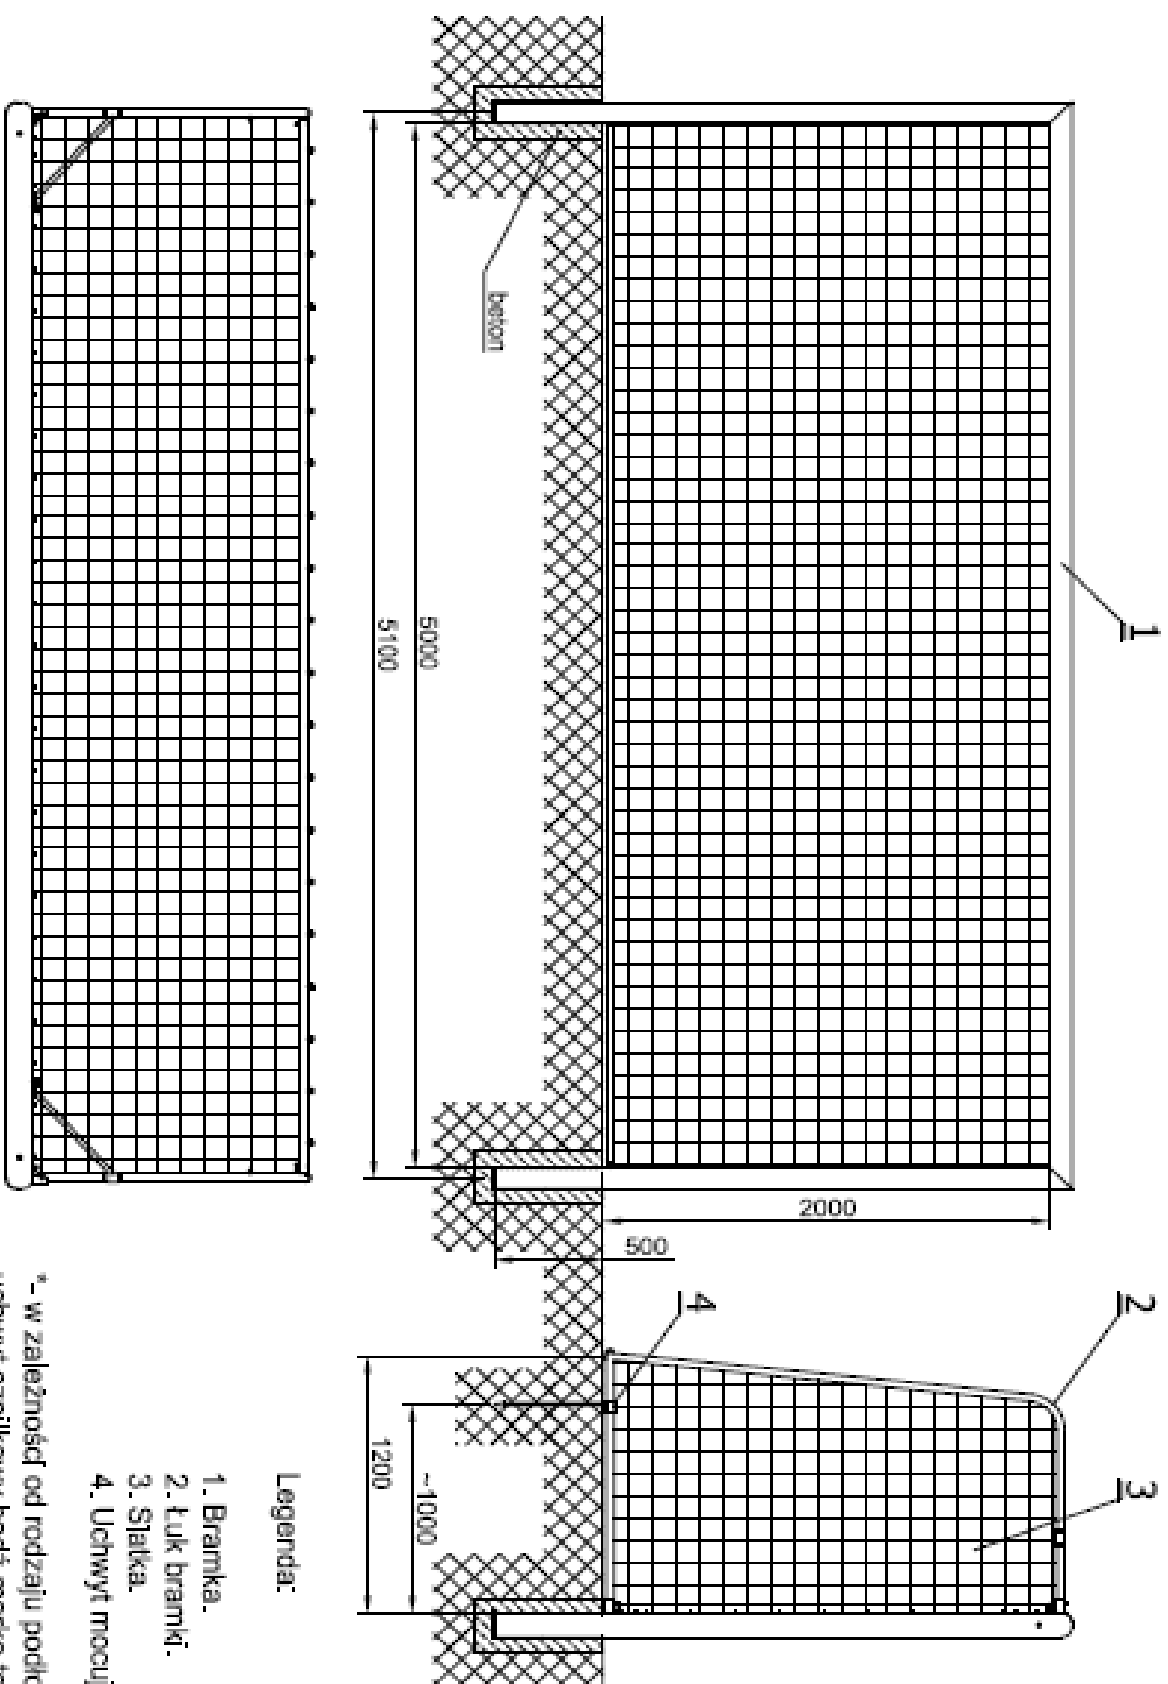 1
2
3
4
beton
5000
5100
2000
500
1200
~1000
Legenda:
1. Bramka.
2. Łuk bramki.
3. Siatka.
4. Uchwyt mocuj
*- w zależności od rodzaju podło